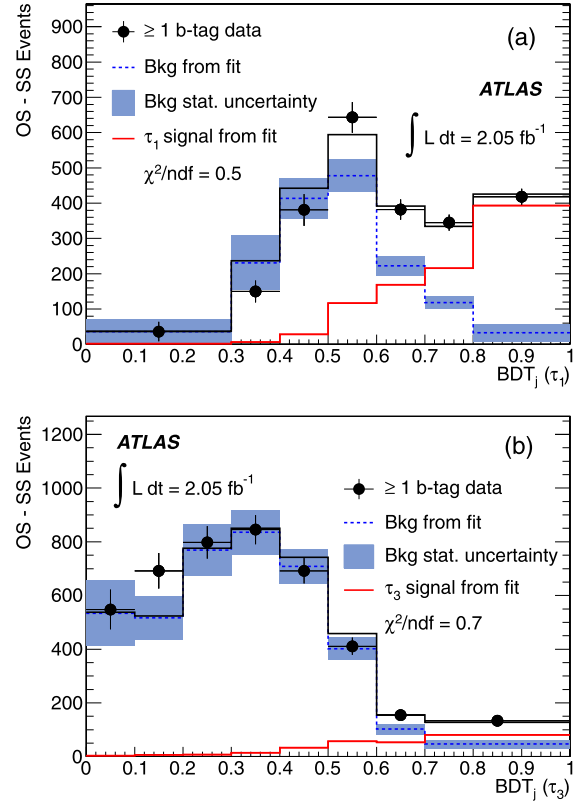 OS - SS Events
900
800
700
600
500
400
300
200
100
0
≥ 1 b-tag data
Bkg from fit
Bkg stat. uncertainty
τ1 signal from fit
χ²/ndf = 0.5
(a)
ATLAS
∫ L dt = 2.05 fb⁻¹
0 0.1 0.2 0.3 0.4 0.5 0.6 0.7 0.8 0.9 1
BDTj (τ1)
OS - SS Events
1200
1000
800
600
400
200
0
ATLAS
(b)
∫ L dt = 2.05 fb⁻¹
≥ 1 b-tag data
Bkg from fit
Bkg stat. uncertainty
τ3 signal from fit
χ²/ndf = 0.7
0 0.1 0.2 0.3 0.4 0.5 0.6 0.7 0.8 0.9 1
BDTj (τ3)